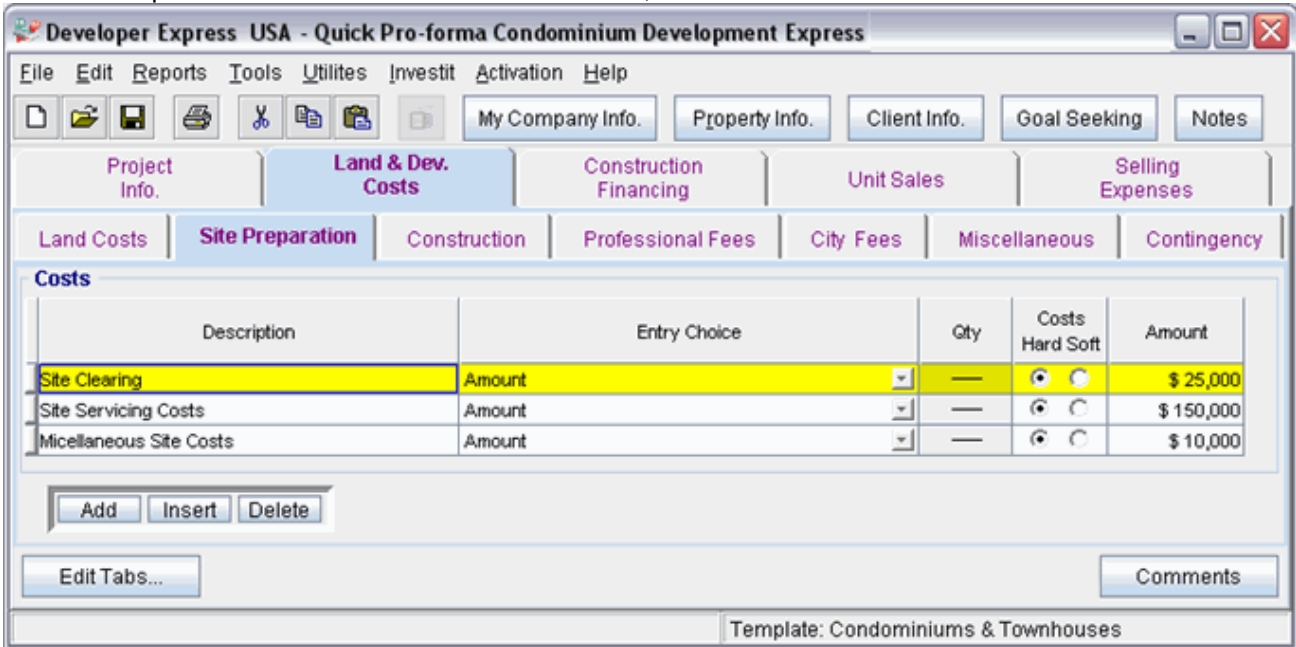 Developer Express USA - Quick Pro-forma Condominium Development Express
File Edit Reports Tools Utilites Investit Activation Help
My Company Info. Property Info. Client Info. Goal Seeking Notes
Project Info. Land & Dev. Costs Construction Financing Unit Sales Selling Expenses
Land Costs Site Preparation Construction Professional Fees City Fees Miscellaneous Contingency
Costs
Description Entry Choice Qty Costs Hard Soft Amount
Site Clearing Amount — $ 25,000
Site Servicing Costs Amount — $ 150,000
Micellaneous Site Costs Amount — $ 10,000
Add Insert Delete
Edit Tabs... Comments
Template: Condominiums & Townhouses